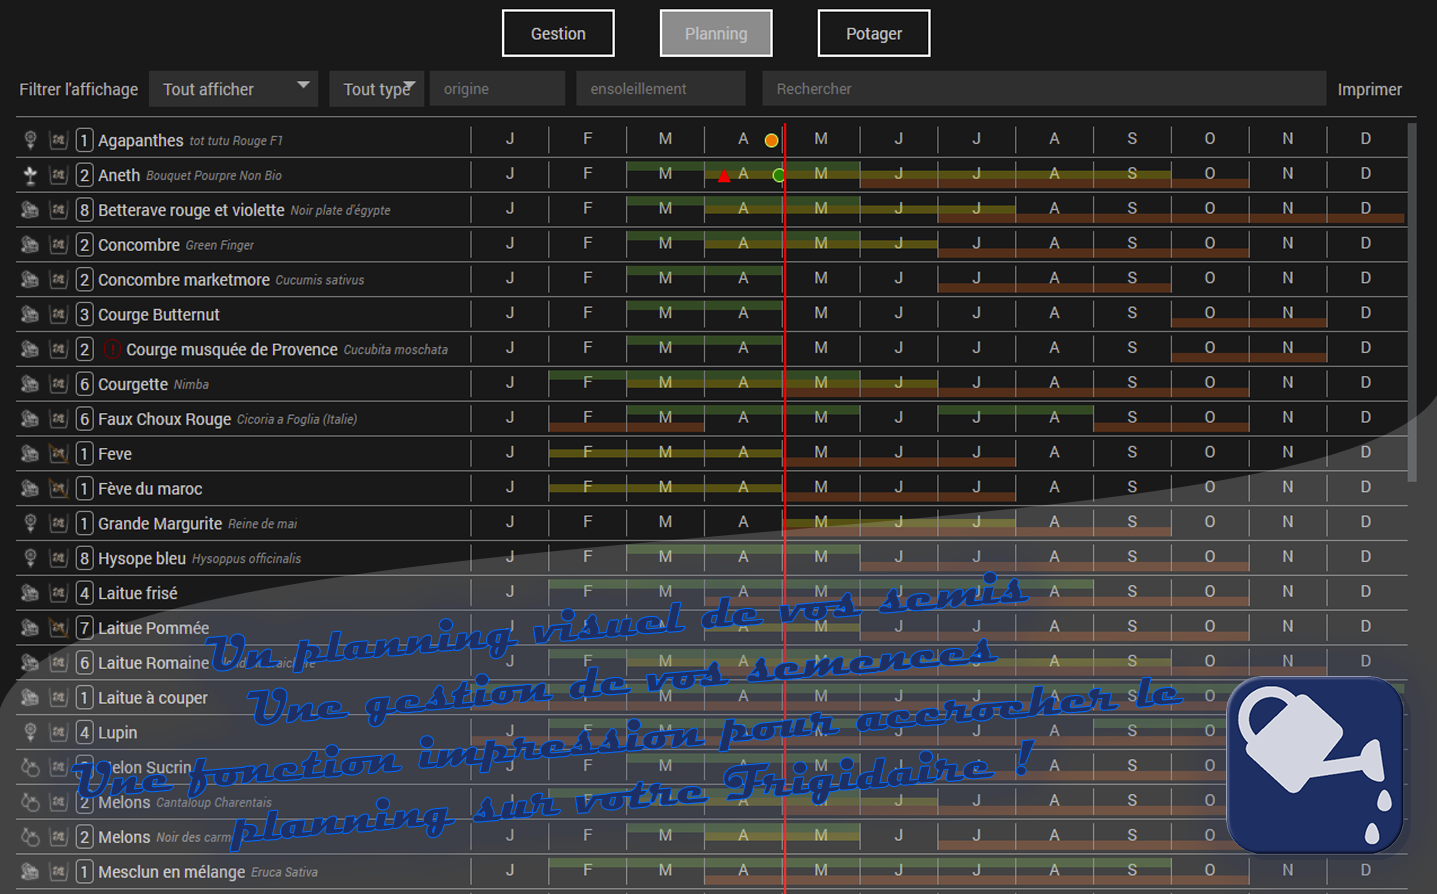 Gestion Planning Potager
Filtrer l'affichage Tout afficher Tout type origine ensoleillement Rechercher Imprimer
1 Agapanthes tot tutu Rouge F1 J F M A M J J A S O N D
2 Aneth Bouquet Pourpre Non Bio J F M A M J J A S O N D
8 Betterave rouge et violette Noir plate d'égypte J F M A M J J A S O N D
2 Concombre Green Finger J F M A M J J A S O N D
2 Concombre marketmore Cucumis sativus J F M A M J J A S O N D
3 Courge Butternut J F M A M J J A S O N D
2 Courge musquée de Provence Cucubita moschata J F M A M J J A S O N D
6 Courgette Nimba J F M A M J J A S O N D
6 Faux Choux Rouge Cicoria a Foglia (Italie) J F M A M J J A S O N D
1 Feve J F M A M J J A S O N D
1 Fève du maroc J F M A M J J A S O N D
1 Grande Margurite Reine de mai J F M A M J J A S O N D
8 Hysope bleu Hysoppus officinalis J F M A M J J A S O N D
4 Laitue frisé J F M A M J J A S O N D
7 Laitue Pommée J F M A M J J A S O N D
6 Laitue Romaine J F M A M J J A S O N D
1 Laitue à couper J F M A M J J A S O N D
4 Lupin J F M A M J J A S O N D
Melon Sucrin J F M A M J J A S O N D
2 Melons Cantaloup Charentais J F M A M J J A S O N D
2 Melons Noir des carm J F M A M J J A S O N D
1 Mesclun en mélange Eruca Sativa J F M A M J J A S O N D
Un planning visuel de vos semis
Une gestion de vos semences
Une fonction impression pour accrocher le
planning sur votre Frigidaire !